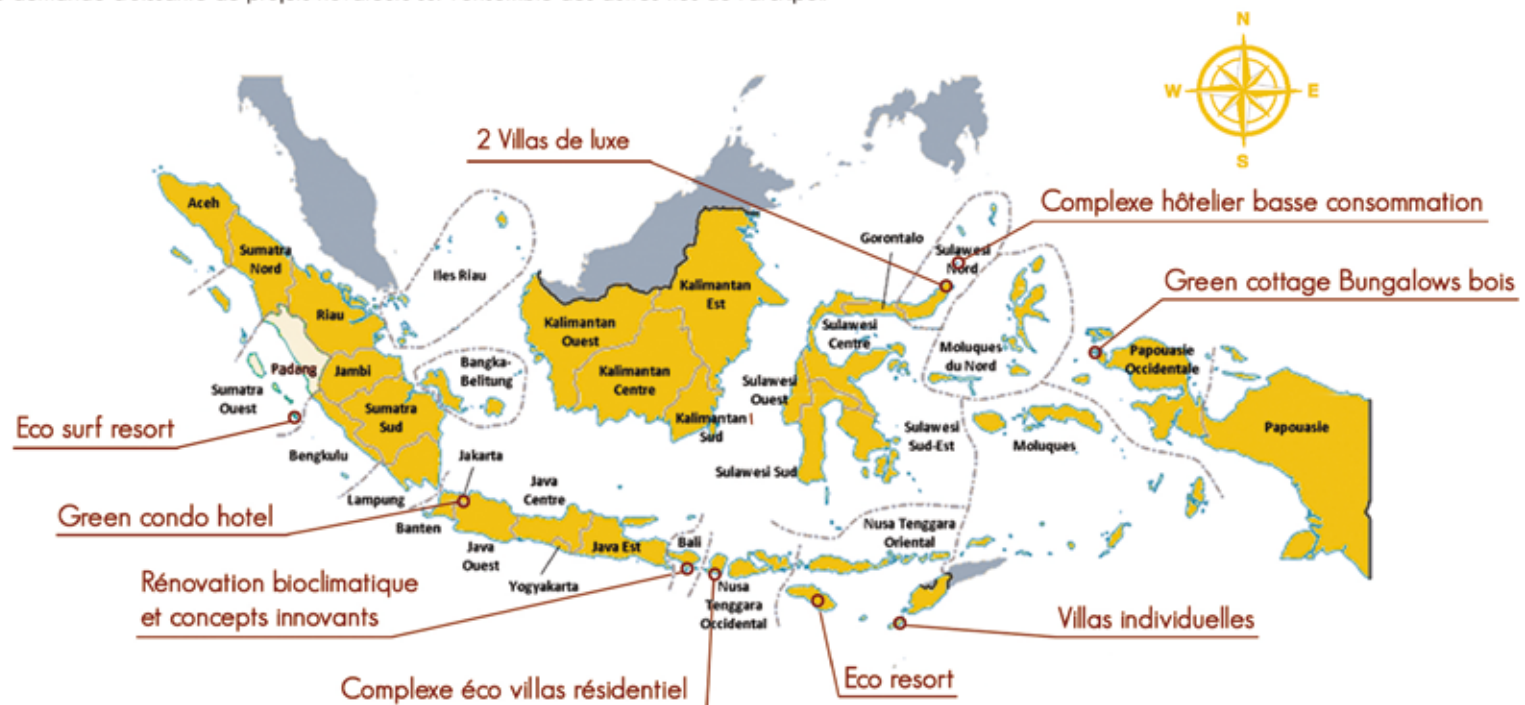 N
W E
S
2 Villas de luxe
Complexe hôtelier basse consommation
Green cottage Bungalows bois
Aceh
Sumatra
Nord
Iles Riau
Riau
Gorontalo
Sulawesi
Nord
Kalimantan
Est
Kalimantan
Ouest
Kalimantan
Centre
Kalimantan
Sud
Sulawesi
Centre
Moluques
du Nord
Papouasie
Occidentale
Padang
Jambi
Bangka-
Belitung
Sumatra
Ouest
Sumatra
Sud
Sulawesi
Ouest
Sulawesi
Sud-Est
Moluques
Papouasie
Eco surf resort
Bengkulu
Jakarta
Sulawesi Sud
Lampung
Java
Centre
Green condo hotel
Banten
Java
Ouest
Yogyakarta
Java Est
Bali
Nusa Tenggara
Oriental
Nusa
Tenggara
Occidental
Rénovation bioclimatique
et concepts innovants
Villas individuelles
Complexe éco villas résidentiel
Eco resort